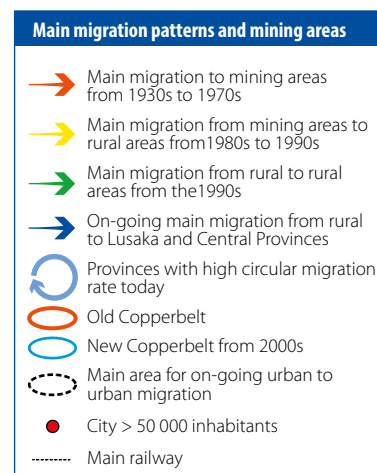 Main migration patterns and mining areas
Main migration to mining areas
from 1930s to 1970s
Main migration from mining areas to
rural areas from1980s to 1990s
Main migration from rural to rural
areas from the1990s
On-going main migration from rural
to Lusaka and Central Provinces
Provinces with high circular migration
rate today
Old Copperbelt
New Copperbelt from 2000s
Main area for on-going urban to
urban migration
City > 50 000 inhabitants
Main railway